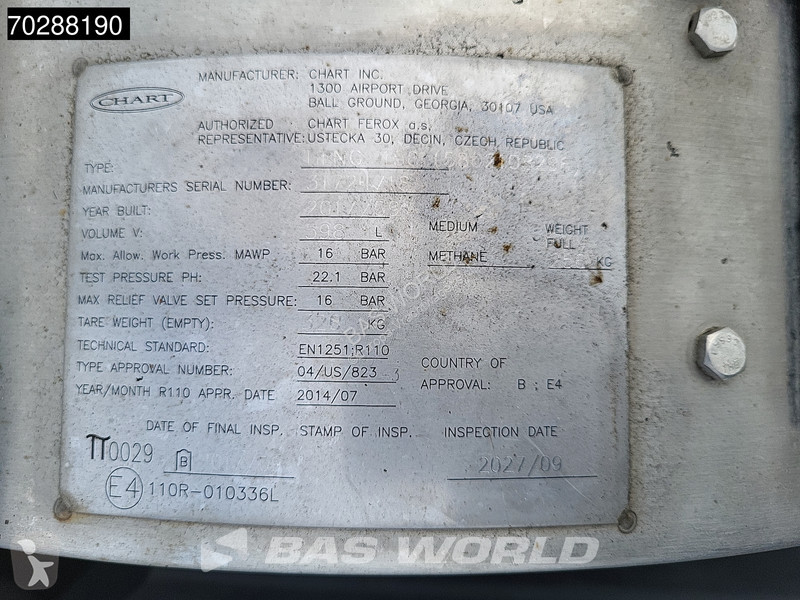 70288190
CHART
MANUFACTURER: CHART INC.
1300 AIRPORT DRIVE
BALL GROUND, GEORGIA, 30107 USA
AUTHORIZED REPRESENTATIVE: CHART FEROX a.s,
USTECKA 30, DECIN, CZECH REPUBLIC
TYPE:
MANUFACTURERS SERIAL NUMBER:
YEAR BUILT:
VOLUME V: L
MEDIUM
WEIGHT FULL
Max. Allow. Work Press. MAWP 16 BAR
METHANE KG
TEST PRESSURE PH: 22.1 BAR
MAX RELIEF VALVE SET PRESSURE: 16 BAR
TARE WEIGHT (EMPTY): KG
TECHNICAL STANDARD: EN1251;R110
TYPE APPROVAL NUMBER: 04/US/823
COUNTRY OF APPROVAL: B ; E4
YEAR/MONTH R110 APPR. DATE 2014/07
DATE OF FINAL INSP. STAMP OF INSP. INSPECTION DATE
π0029 B 2027/09
E4 110R-010336L
BAS WORLD
BAS WORLD